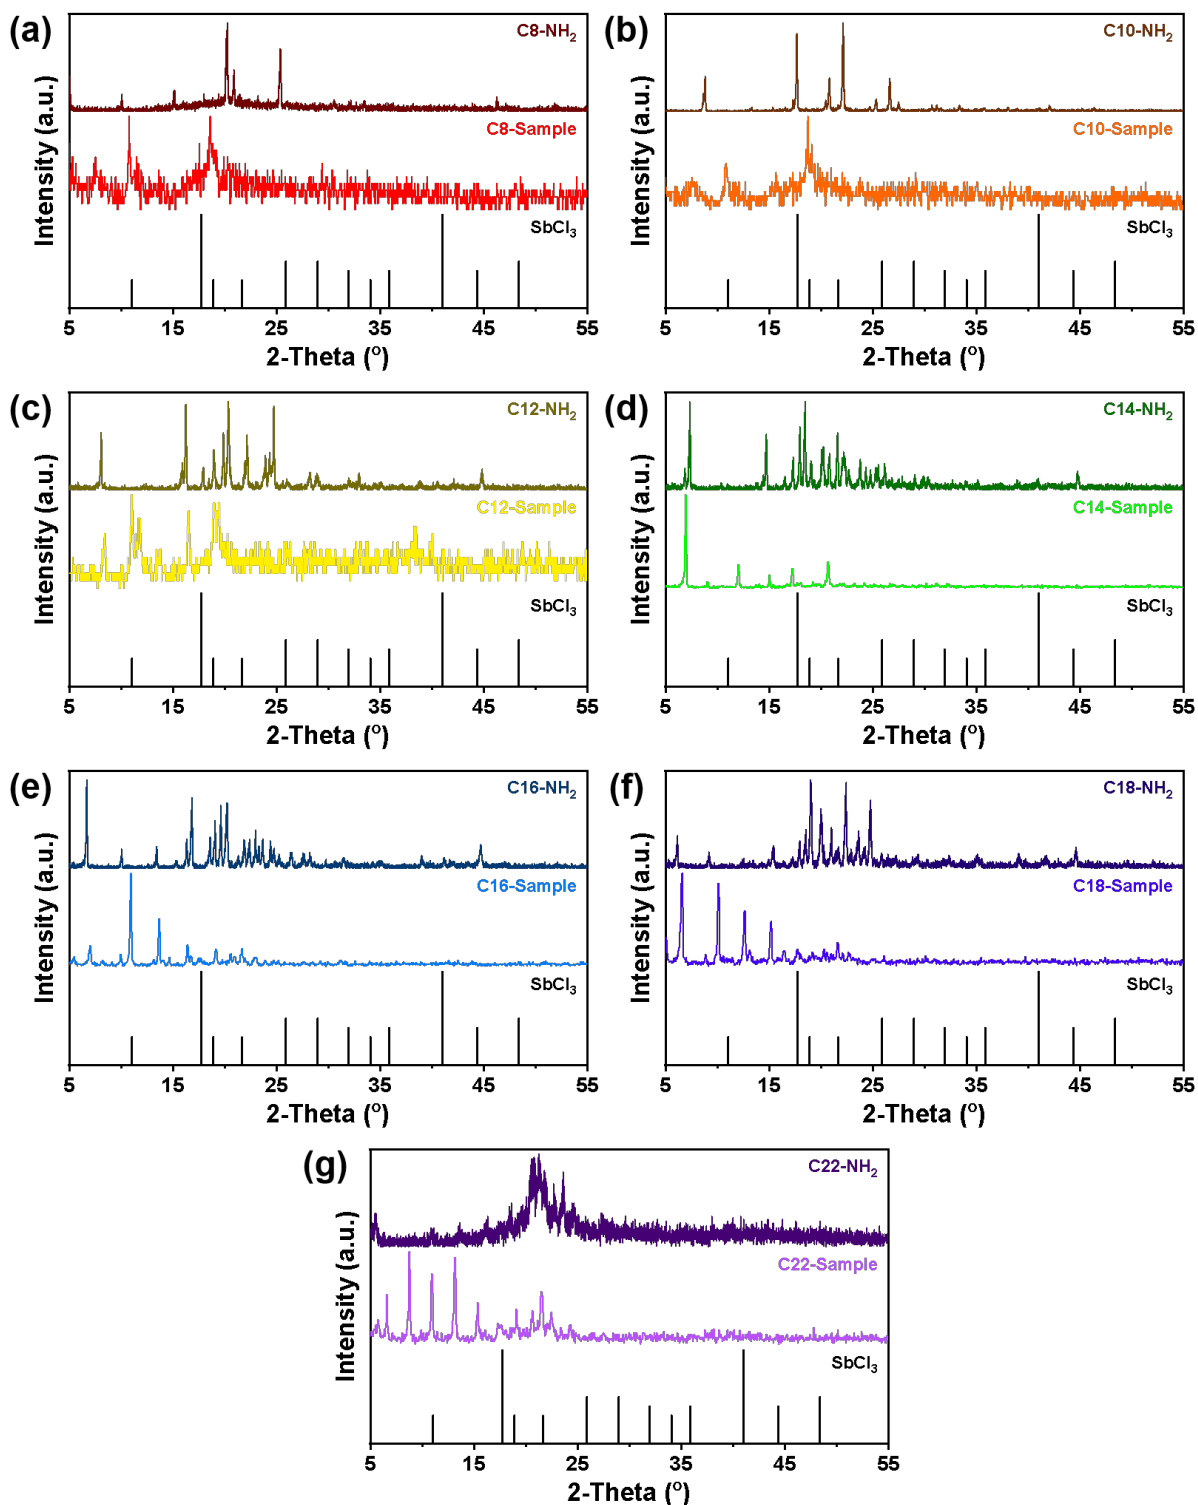 (a)
C8-NH₂
C8-Sample
SbCl₃
Intensity (a.u.)
5 15 25 35 45 55
2-Theta (°)
(b)
C10-NH₂
C10-Sample
SbCl₃
Intensity (a.u.)
5 15 25 35 45 55
2-Theta (°)
(c)
C12-NH₂
C12-Sample
SbCl₃
Intensity (a.u.)
5 15 25 35 45 55
2-Theta (°)
(d)
C14-NH₂
C14-Sample
SbCl₃
Intensity (a.u.)
5 15 25 35 45 55
2-Theta (°)
(e)
C16-NH₂
C16-Sample
SbCl₃
Intensity (a.u.)
5 15 25 35 45 55
2-Theta (°)
(f)
C18-NH₂
C18-Sample
SbCl₃
Intensity (a.u.)
5 15 25 35 45 55
2-Theta (°)
(g)
C22-NH₂
C22-Sample
SbCl₃
Intensity (a.u.)
5 15 25 35 45 55
2-Theta (°)